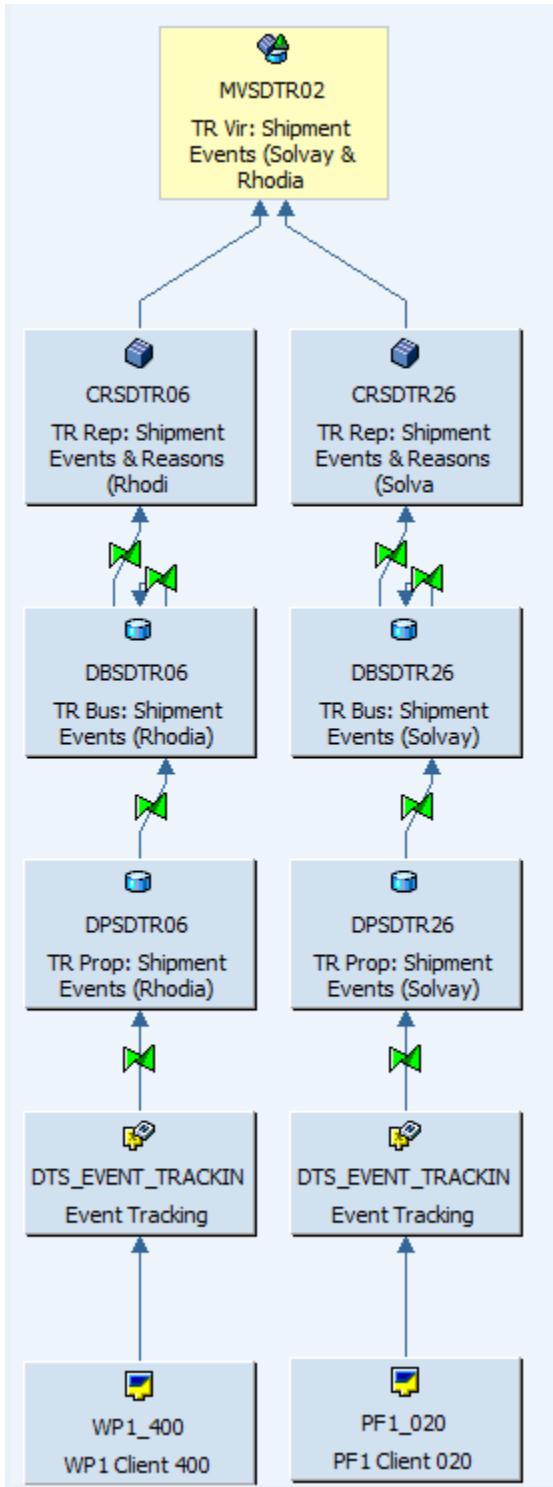 MVSDTR02
TR Vir: Shipment
Events (Solvay &
Rhodia
CRSDTR06
TR Rep: Shipment
Events & Reasons
(Rhodi
CRSDTR26
TR Rep: Shipment
Events & Reasons
(Solva
DBSDTR06
TR Bus: Shipment
Events (Rhodia)
DBSDTR26
TR Bus: Shipment
Events (Solvay)
DPSDTR06
TR Prop: Shipment
Events (Rhodia)
DPSDTR26
TR Prop: Shipment
Events (Solvay)
DTS_EVENT_TRACKIN
Event Tracking
DTS_EVENT_TRACKIN
Event Tracking
WP1_400
WP1 Client 400
PF1_020
PF1 Client 020